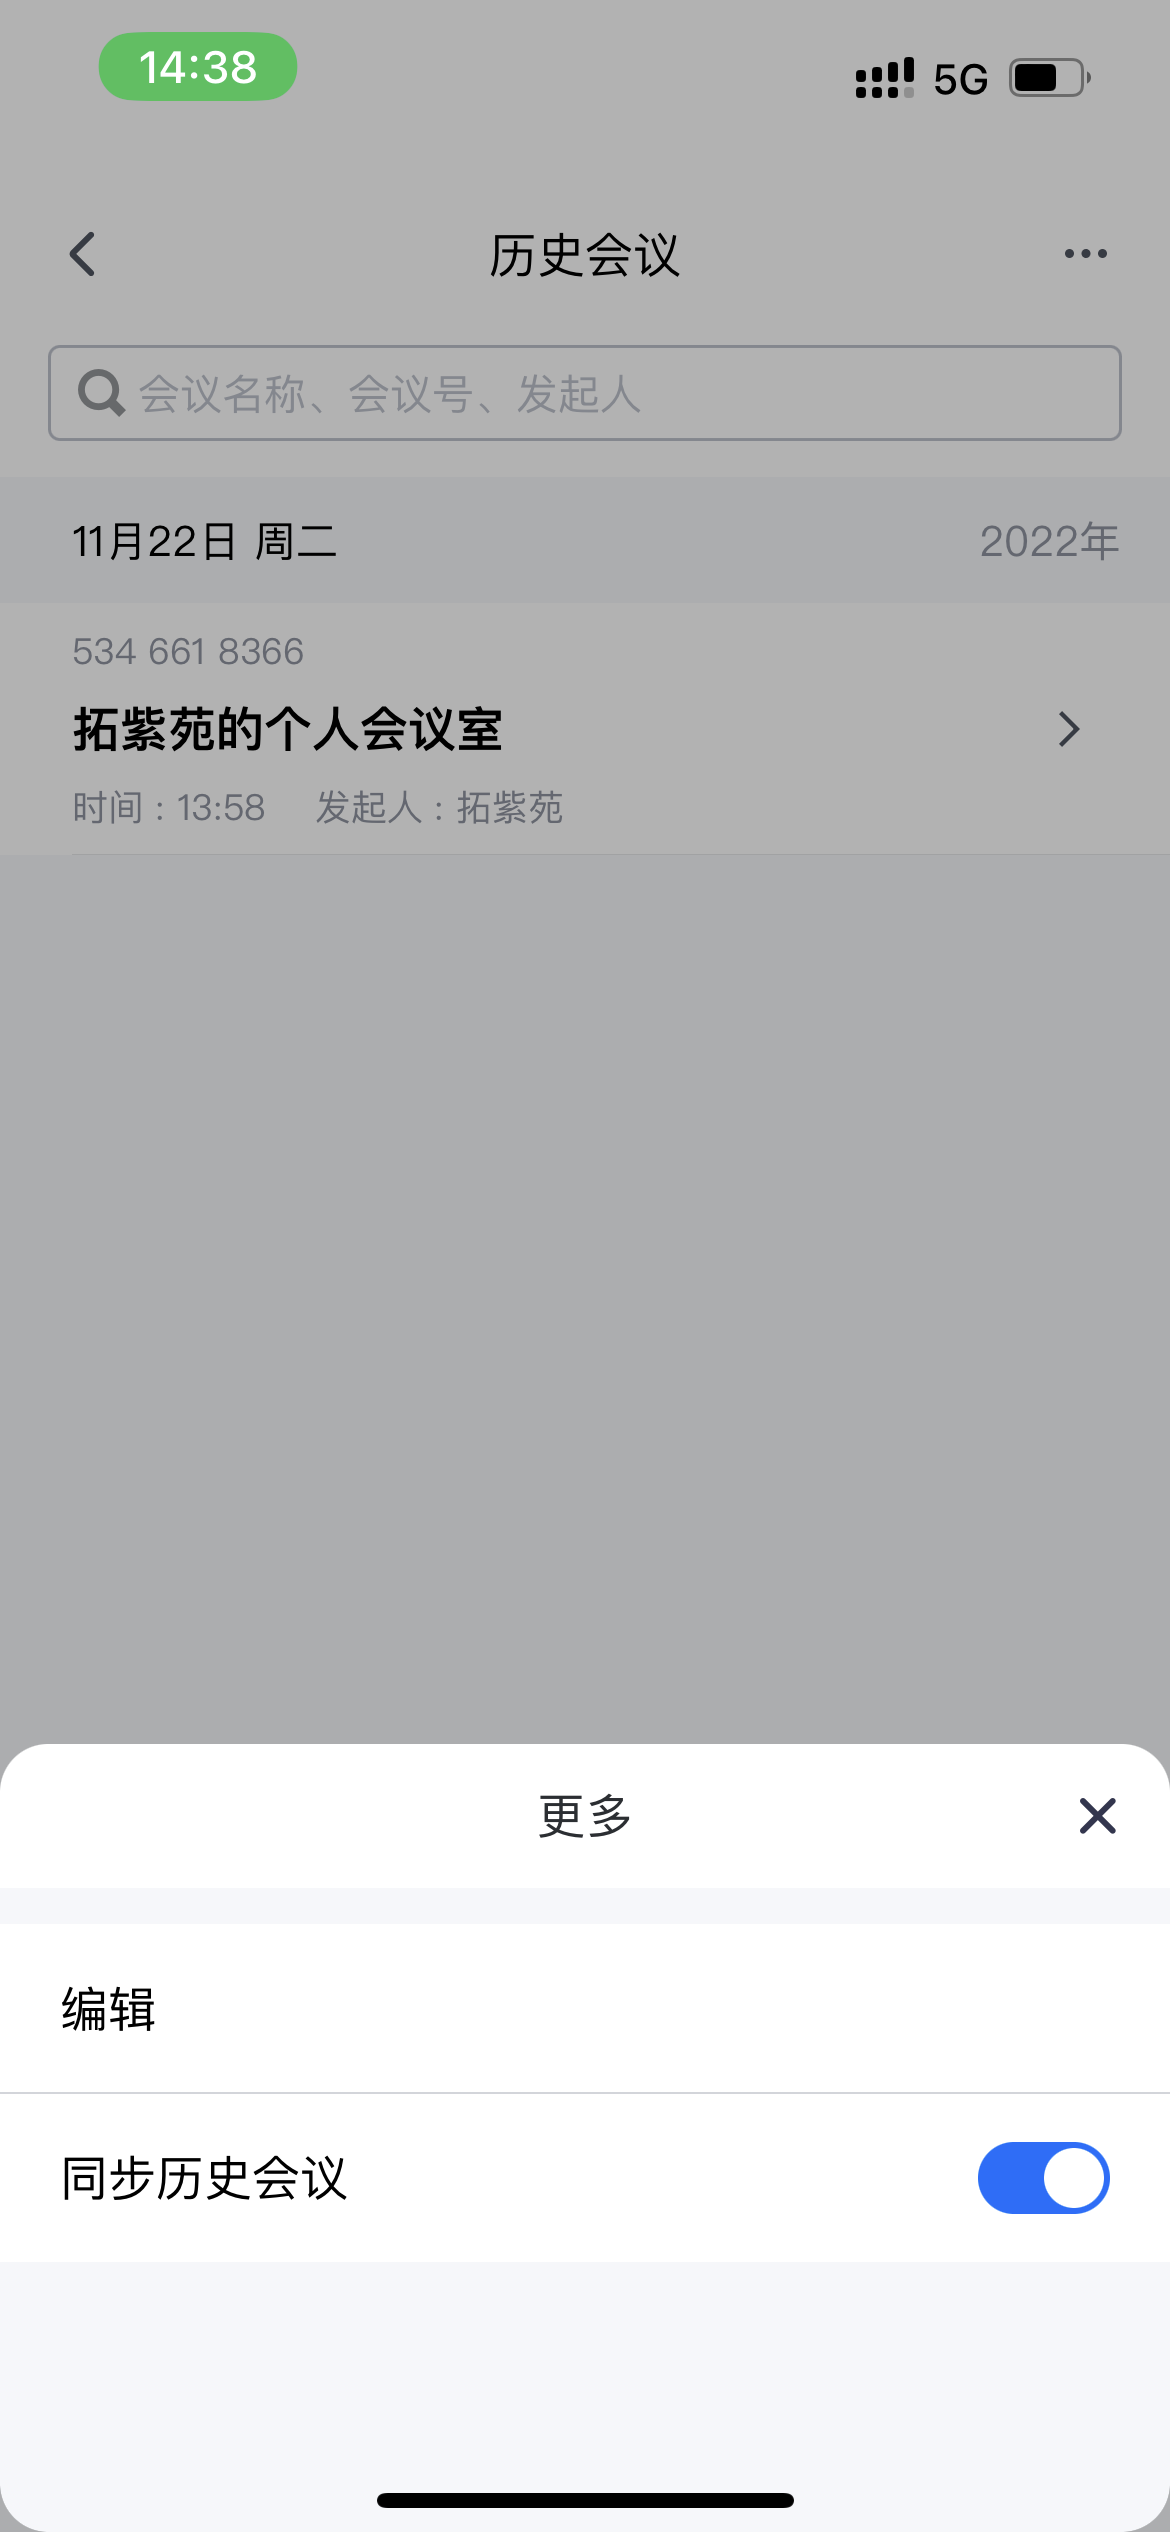 14:38 5G
历史会议
会议名称、会议号、发起人
11月22日 周二 2022年
534 661 8366
拓紫苑的个人会议室
时间：13:58 发起人：拓紫苑
更多
编辑
同步历史会议